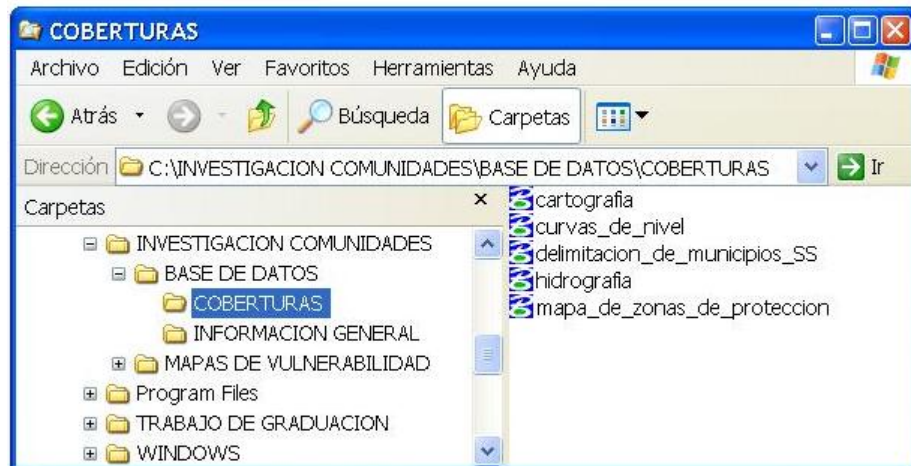 COBERTURAS
Archivo Edición Ver Favoritos Herramientas Ayuda
Atrás Búsqueda Carpetas
Dirección C:\INVESTIGACION COMUNIDADES\BASE DE DATOS\COBERTURAS Ir
Carpetas
INVESTIGACION COMUNIDADES
BASE DE DATOS
COBERTURAS
INFORMACION GENERAL
MAPAS DE VULNERABILIDAD
Program Files
TRABAJO DE GRADUACION
WINDOWS
cartografia
curvas_de_nivel
delimitacion_de_municipios_SS
hidrografia
mapa_de_zonas_de_proteccion